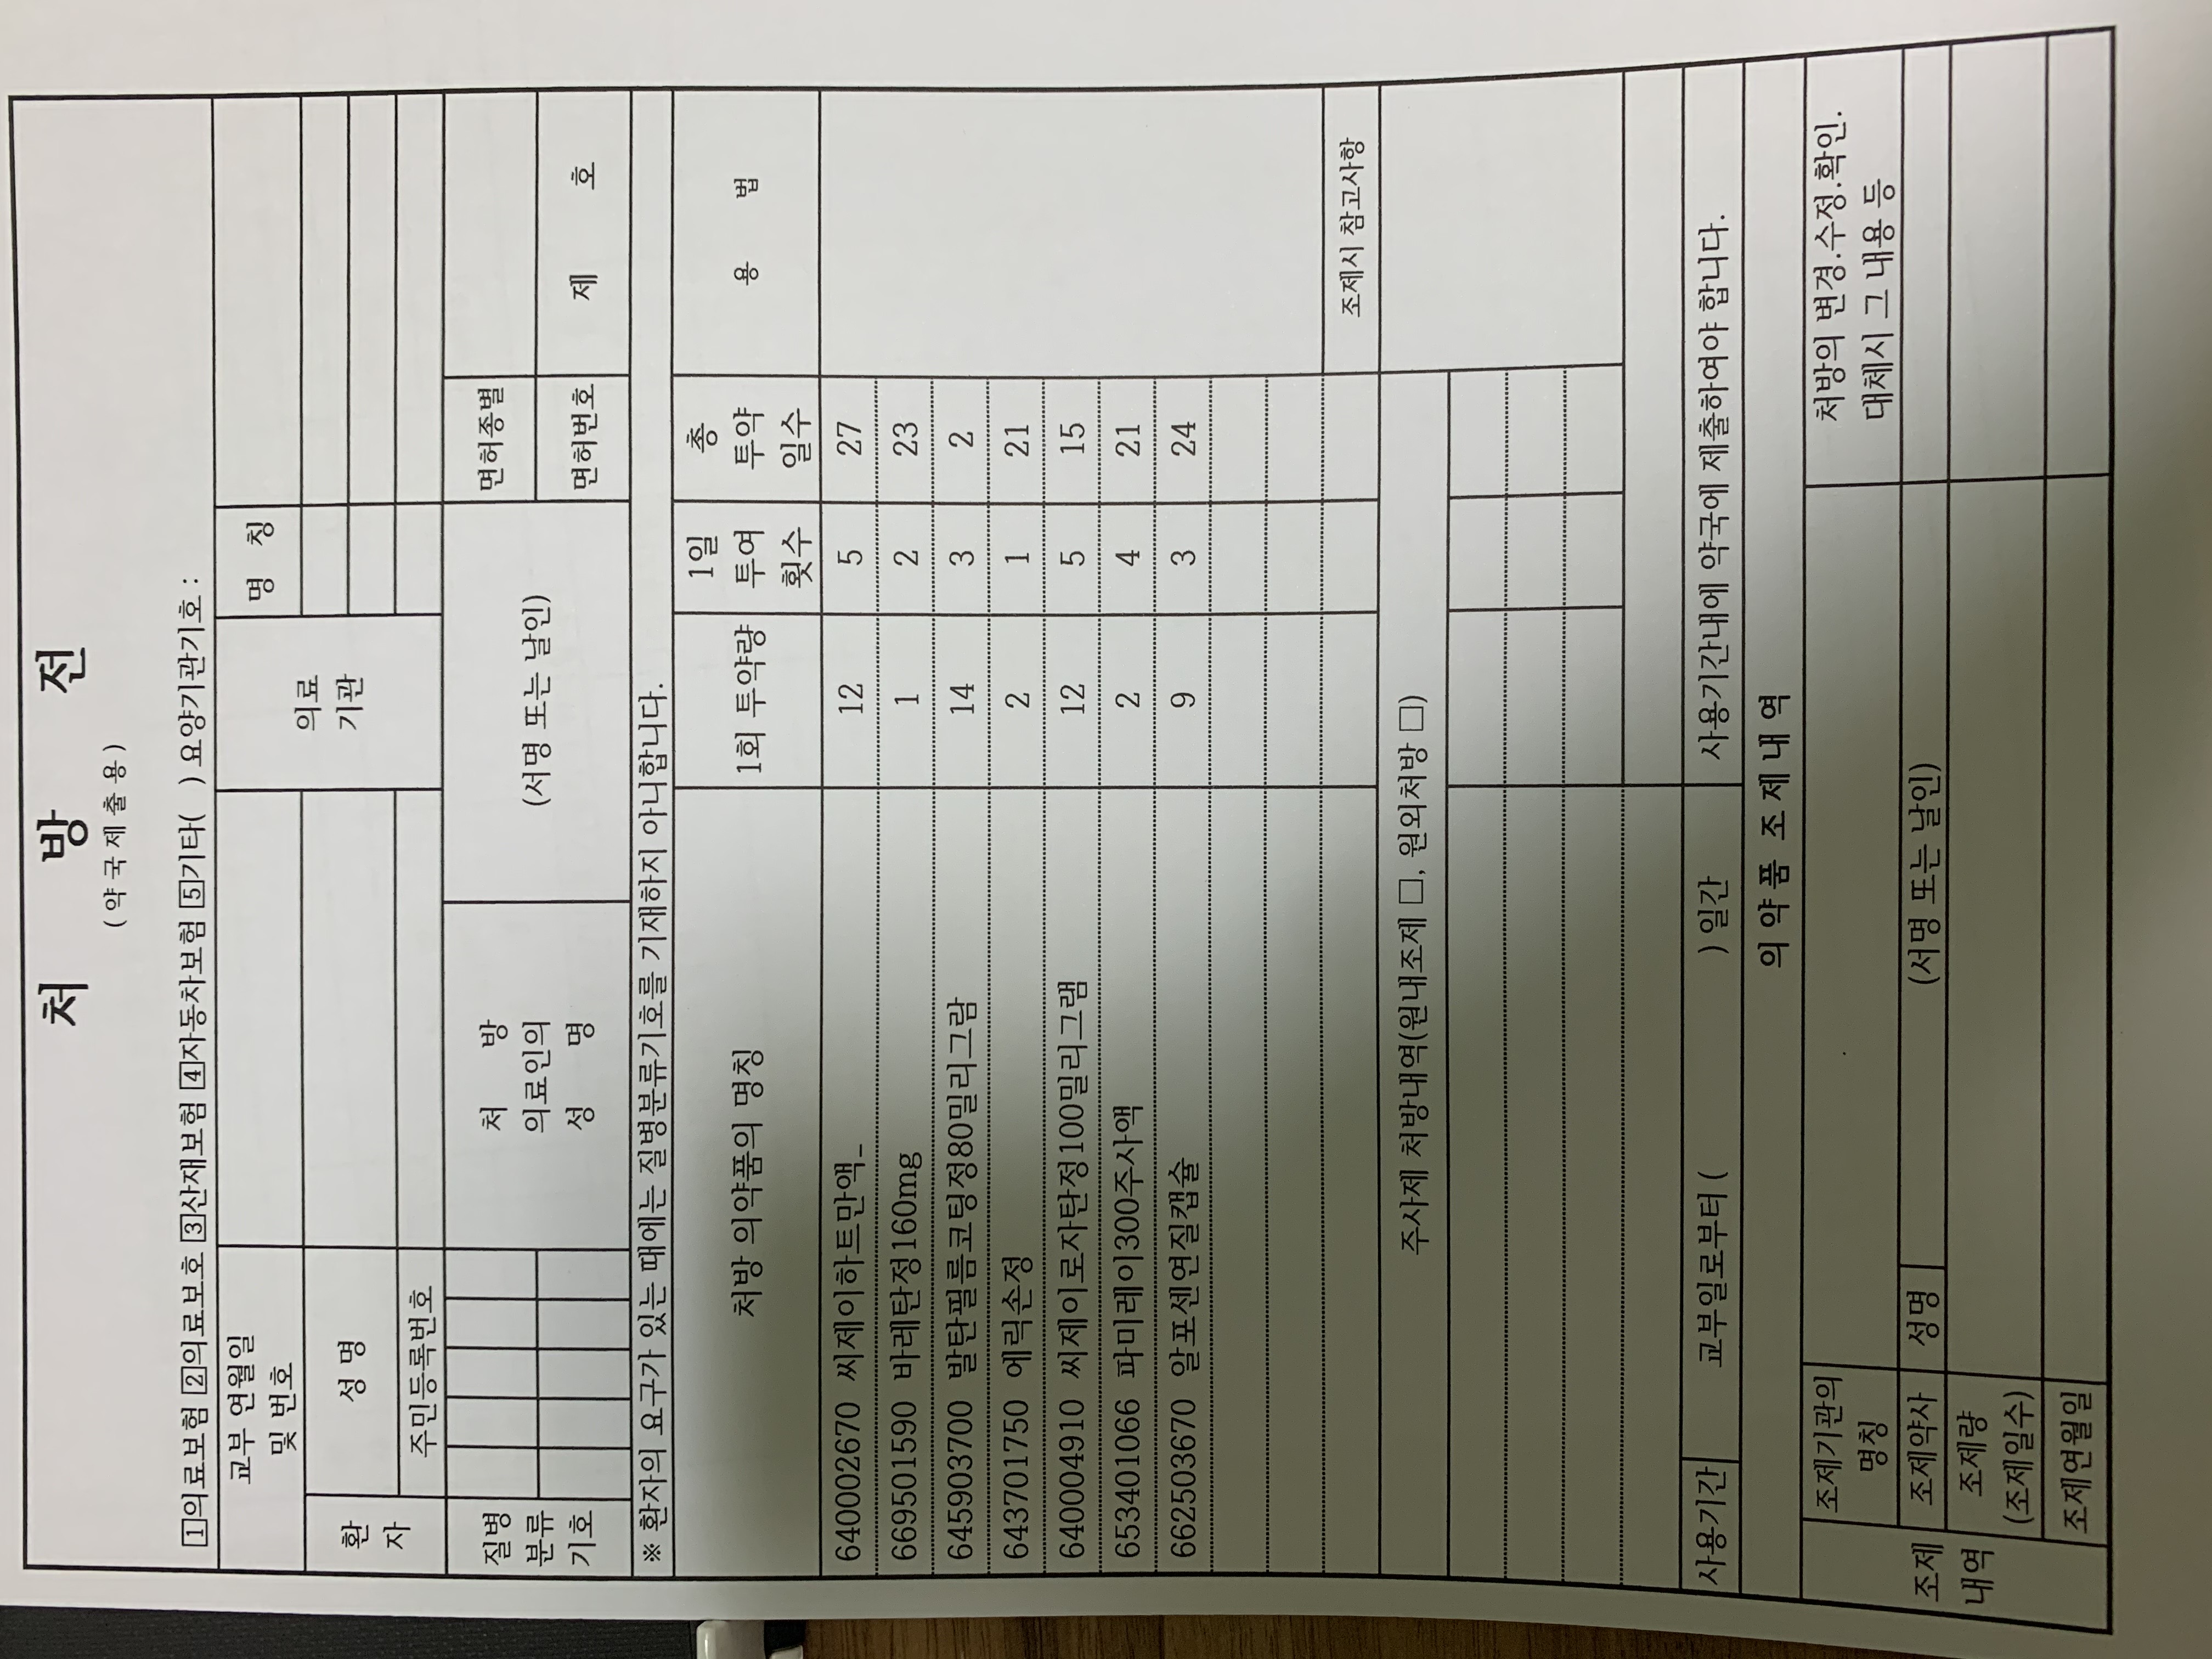 처 방 전
(약국제출용)
1의료보험 2의료보호 3산재보험 4자동차보험 5기타( ) 요양기관기호 :
교부 연월일
및 번호
의료
기관
명 칭
환
자
성 명
주민등록번호
질병
분류
기호
처 방
의료인의
성 명
(서명 또는 날인)
면허종별
면허번호 제 호
※ 환자의 요구가 있는 때에는 질병분류기호를 기재하지 아니합니다.
처방 의약품의 명칭
1회 투약량
1일
투여
횟수
총
투약
일수
용 법
640002670 씨제이하트만액_ 12 5 27
669501590 바레탄정160mg 1 2 23
645903700 발탄필름코팅정80밀리그람 14 3 2
643701750 에릭손정 2 1 21
640004910 씨제이로자탄정100밀리그램 12 5 15
653401066 파미레이300주사액 2 4 21
662503670 알포센연질캡슐 9 3 24
조제시 참고사항
주사제 처방내역(원내조제 □, 원외처방 □)
사용기간 교부일로부터 ( ) 일간 사용기간내에 약국에 제출하여야 합니다.
의약품 조제내역
조제
내역
조제기관의
명칭
처방의 변경.수정.확인.
대체시 그 내용 등
조제약사 성명 (서명 또는 날인)
조제량
(조제일수)
조제연월일